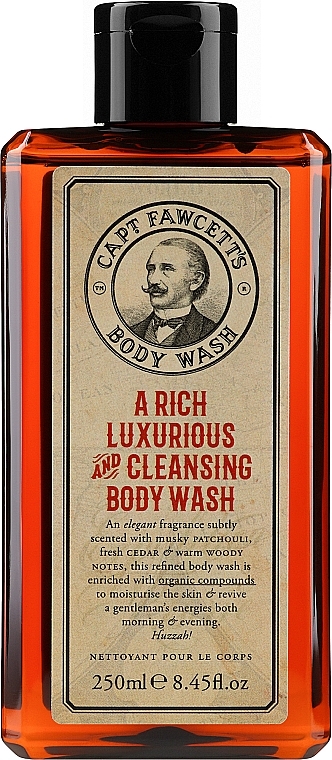 CAPT FAWCETT'S
TM R
BODY WASH
A RICH
LUXURIOUS
AND CLEANSING
BODY WASH
An elegant fragrance subtly
scented with musky PATCHOULI,
fresh CEDAR & warm WOODY
NOTES, this refined body wash is
enriched with organic compounds
to moisturise the skin & revive
a gentleman's energies both
morning & evening.
Huzzah!
NETTOYANT POUR LE CORPS
250ml e 8.45fl.oz